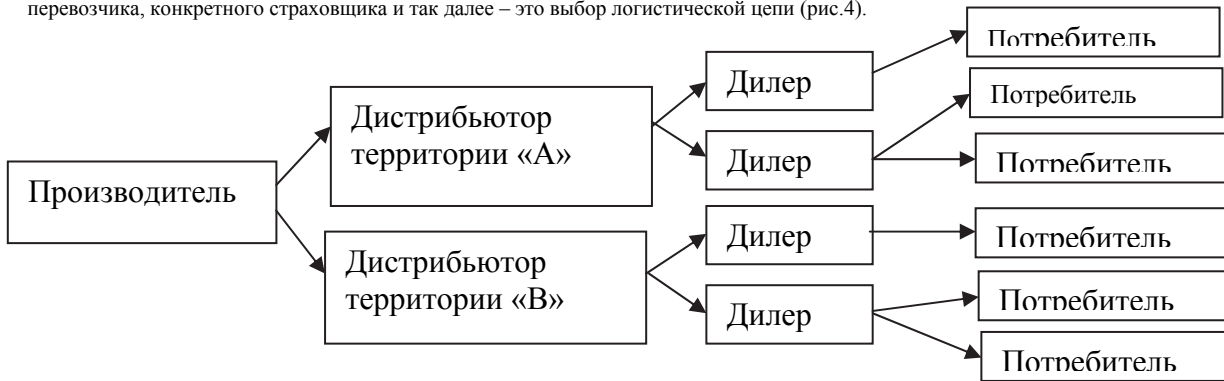 перевозчика, конкретного страховщика и так далее – это выбор логистической цепи (рис.4).
Производитель
Дистрибьютор
территории «А»
Дистрибьютор
территории «В»
Дилер
Дилер
Дилер
Дилер
Потребитель
Потребитель
Потребитель
Потребитель
Потребитель
Потребитель